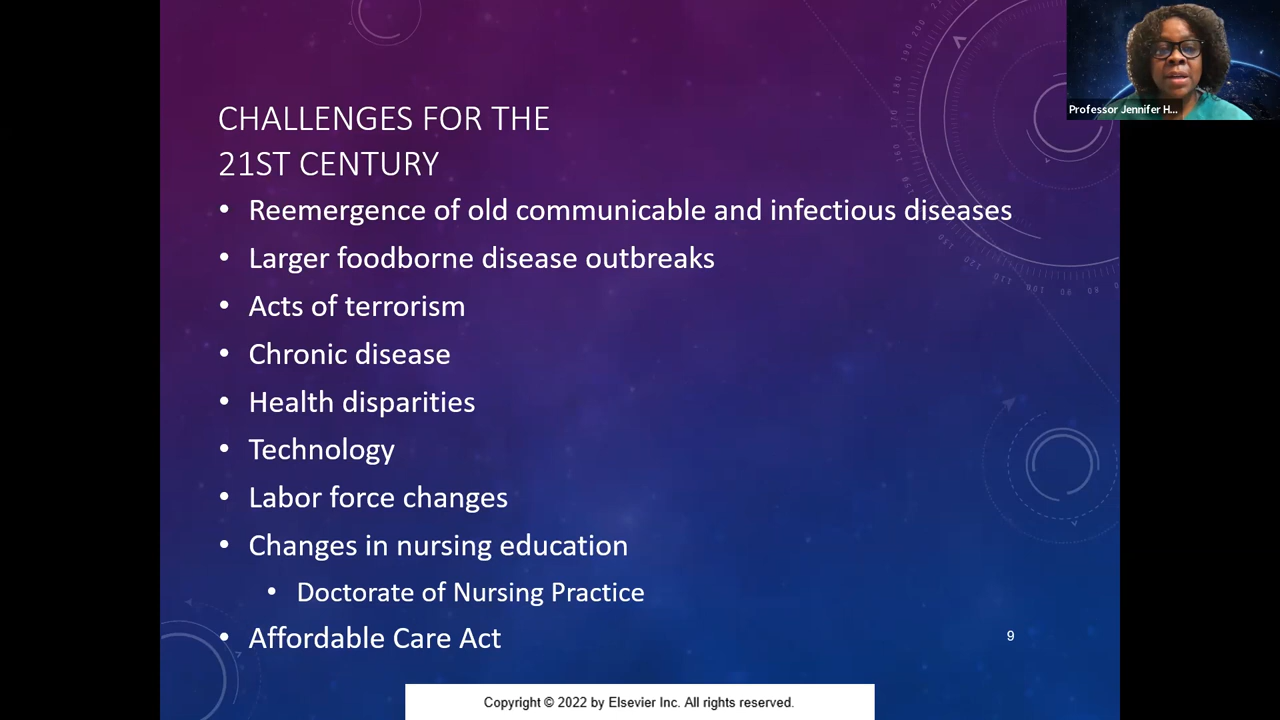 CHALLENGES FOR THE
21ST CENTURY
• Reemergence of old communicable and infectious diseases
• Larger foodborne disease outbreaks
• Acts of terrorism
• Chronic disease
• Health disparities
• Technology
• Labor force changes
• Changes in nursing education
• Doctorate of Nursing Practice
• Affordable Care Act
9
Copyright © 2022 by Elsevier Inc. All rights reserved.
Professor Jennifer H...